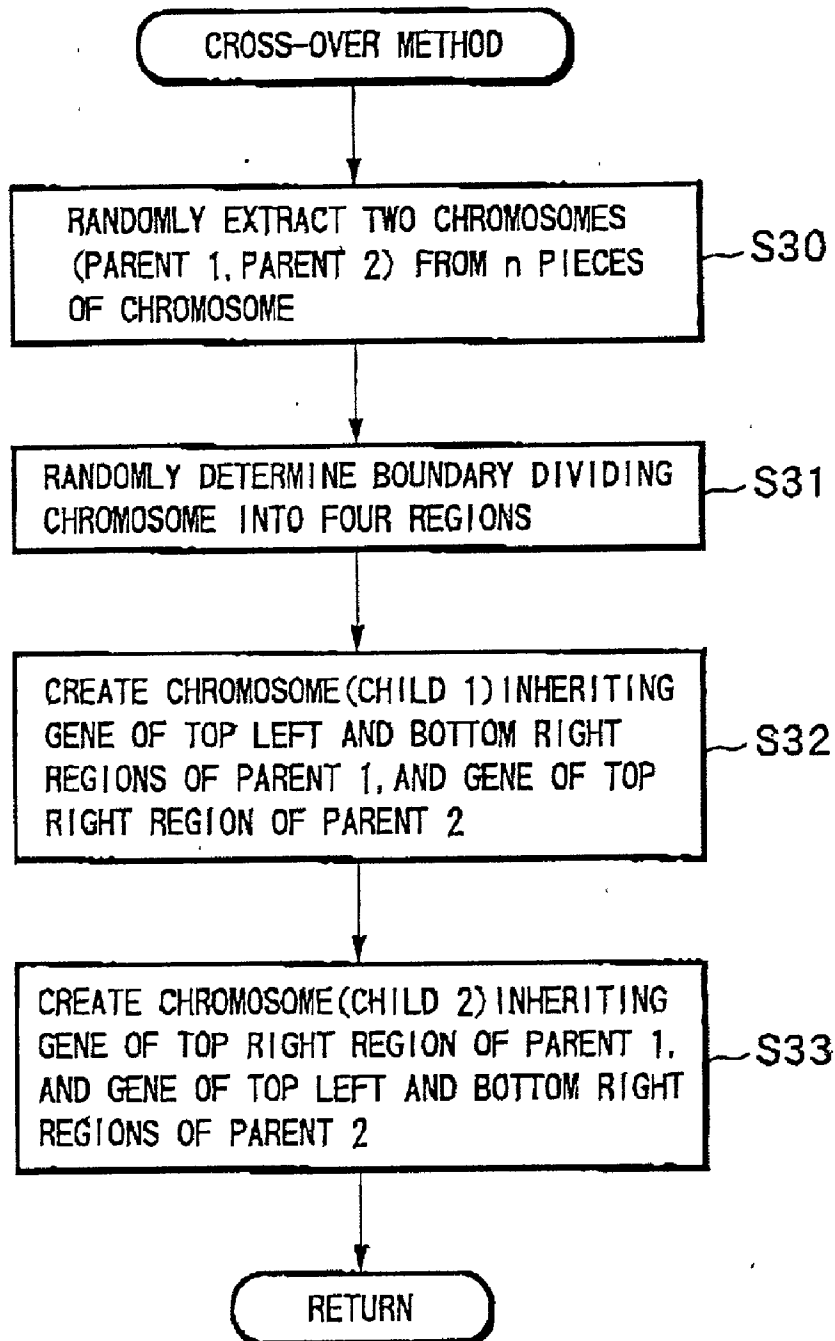 CROSS-OVER METHOD
RANDOMLY EXTRACT TWO CHROMOSOMES
(PARENT 1, PARENT 2) FROM n PIECES
OF CHROMOSOME
S30
RANDOMLY DETERMINE BOUNDARY DIVIDING
CHROMOSOME INTO FOUR REGIONS
S31
CREATE CHROMOSOME(CHILD 1) INHERITING
GENE OF TOP LEFT AND BOTTOM RIGHT
REGIONS OF PARENT 1, AND GENE OF TOP
RIGHT REGION OF PARENT 2
S32
CREATE CHROMOSOME(CHILD 2) INHERITING
GENE OF TOP RIGHT REGION OF PARENT 1,
AND GENE OF TOP LEFT AND BOTTOM RIGHT
REGIONS OF PARENT 2
S33
RETURN